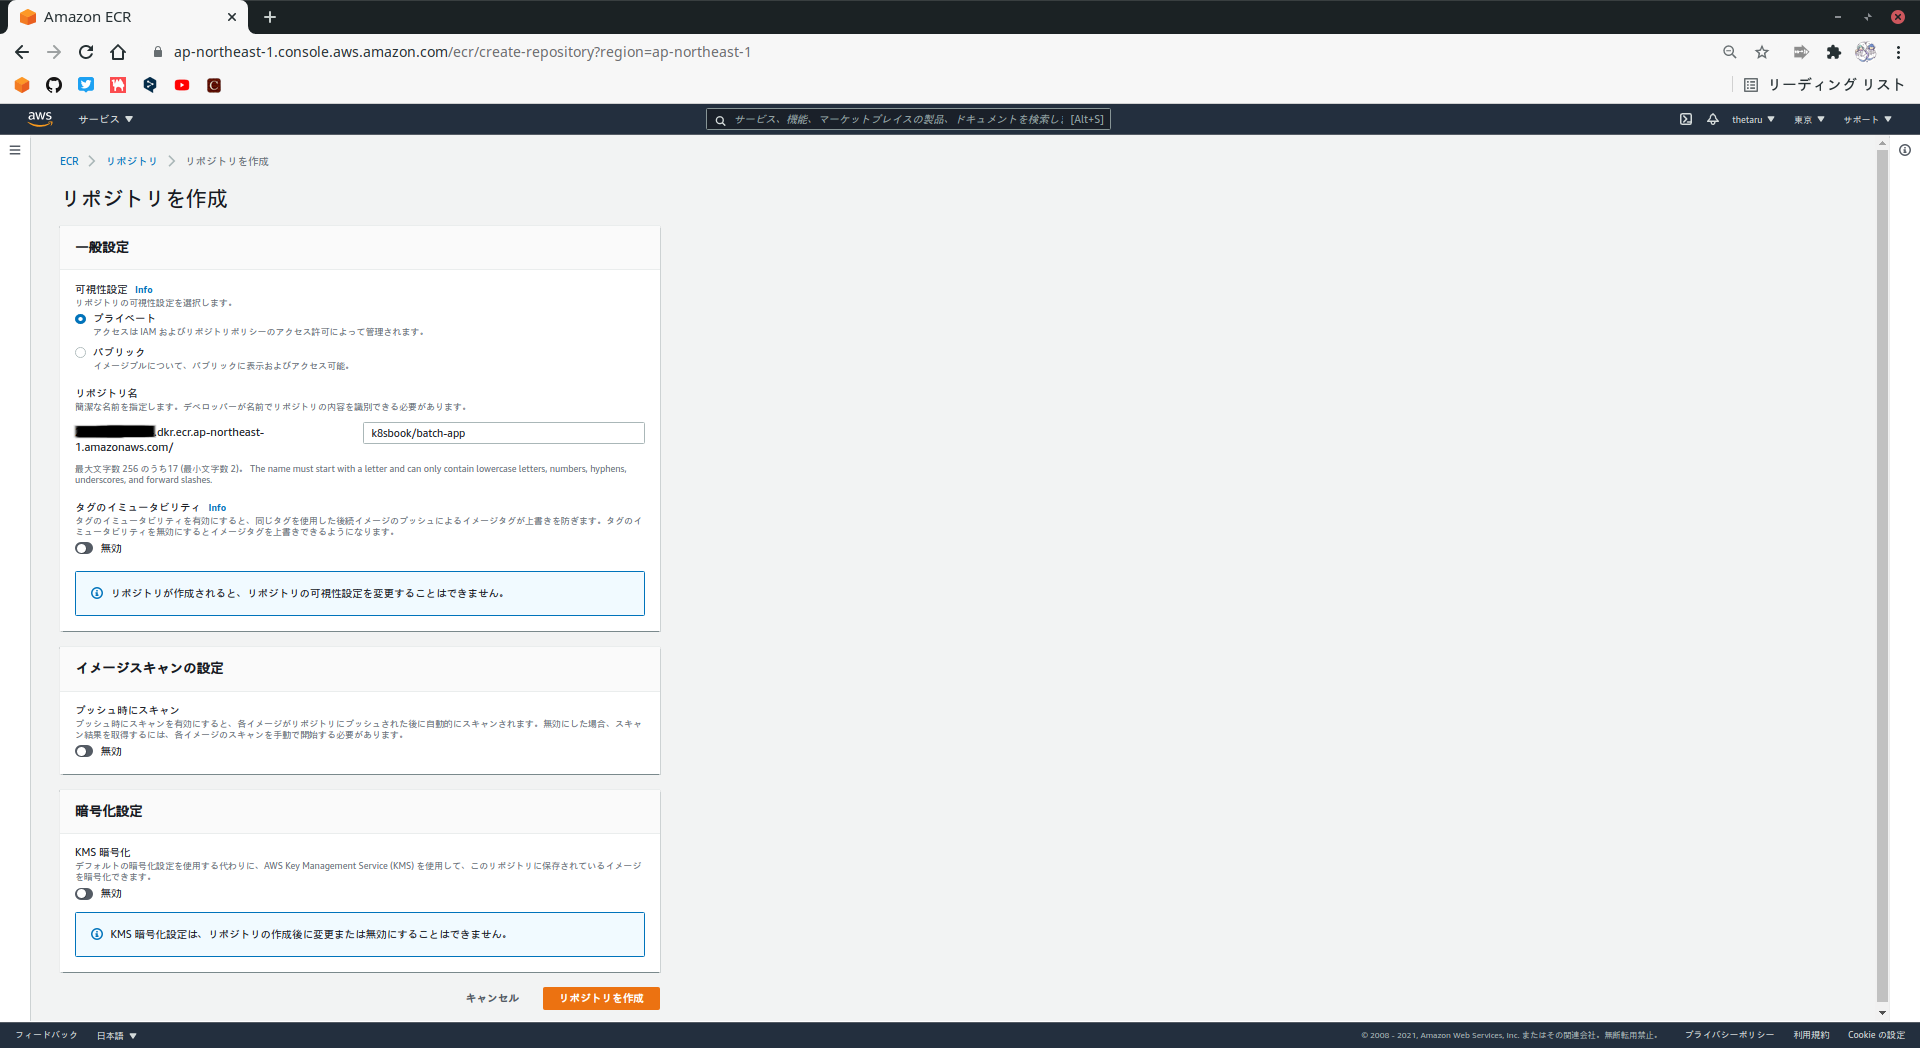 Amazon ECR
ap-northeast-1.console.aws.amazon.com/ecr/create-repository?region=ap-northeast-1
リーディング リスト
aws サービス サービス、機能、マーケットプレイスの製品、ドキュメントを検索し [Alt+S] thetaru 東京 サポート
ECR リポジトリ リポジトリを作成
リポジトリを作成
一般設定
可視性設定 Info
リポジトリの可視性設定を選択します。
プライベート
アクセスは IAM およびリポジトリポリシーのアクセス許可によって管理されます。
パブリック
イメージプルについて、パブリックに表示およびアクセス可能。
リポジトリ名
簡潔な名前を指定します。デベロッパーが名前でリポジトリの内容を識別できる必要があります。
.dkr.ecr.ap-northeast-
1.amazonaws.com/
k8sbook/batch-app
最大文字数 256 のうち17 (最小文字数 2)。 The name must start with a letter and can only contain lowercase letters, numbers, hyphens,
underscores, and forward slashes.
タグのイミュータビリティ Info
タグのイミュータビリティを有効にすると、同じタグを使用した後続イメージのプッシュによるイメージタグが上書きを防ぎます。タグのイ
ミュータビリティを無効にするとイメージタグを上書きできるようになります。
無効
リポジトリが作成されると、リポジトリの可視性設定を変更することはできません。
イメージスキャンの設定
プッシュ時にスキャン
プッシュ時にスキャンを有効にすると、各イメージがリポジトリにプッシュされた後に自動的にスキャンされます。無効にした場合、スキャ
ン結果を取得するには、各イメージのスキャンを手動で開始する必要があります。
無効
暗号化設定
KMS 暗号化
デフォルトの暗号化設定を使用する代わりに、AWS Key Management Service (KMS) を使用して、このリポジトリに保存されているイメージ
を暗号化できます。
無効
KMS 暗号化設定は、リポジトリの作成後に変更または無効にすることはできません。
キャンセル リポジトリを作成
フィードバック 日本語 © 2008 - 2021, Amazon Web Services, Inc. またはその関連会社。無断転用禁止。 プライバシーポリシー 利用規約 Cookie の設定